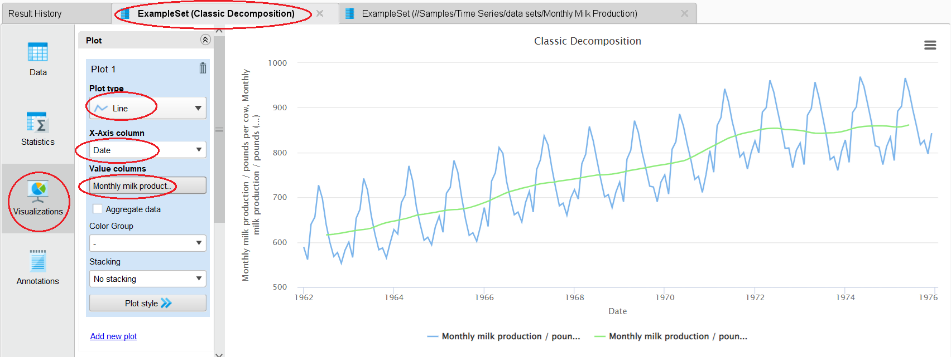 Result History
ExampleSet (Classic Decomposition)
ExampleSet (//Samples/Time Series/data sets/Monthly Milk Production)
Data
Statistics
Visualizations
Annotations
Plot
Plot 1
Plot type
Line
X-Axis column
Date
Value columns
Monthly milk product...
Aggregate data
Color Group
-
Stacking
No stacking
Plot style
Add new plot
Classic Decomposition
Monthly milk production / pounds per cow, Monthly
milk production / pounds (...)
1000
900
800
700
600
500
1962
1964
1966
1968
1970
1972
1974
1976
Date
Monthly milk production / poun...
Monthly milk production / poun...